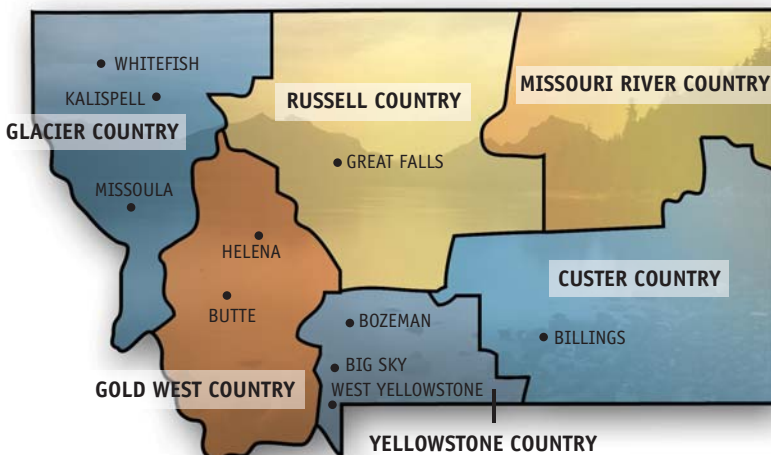 WHITEFISH
KALISPELL
GLACIER COUNTRY
MISSOULA
RUSSELL COUNTRY
GREAT FALLS
MISSOURI RIVER COUNTRY
HELENA
BUTTE
GOLD WEST COUNTRY
BOZEMAN
BIG SKY
WEST YELLOWSTONE
YELLOWSTONE COUNTRY
CUSTER COUNTRY
BILLINGS